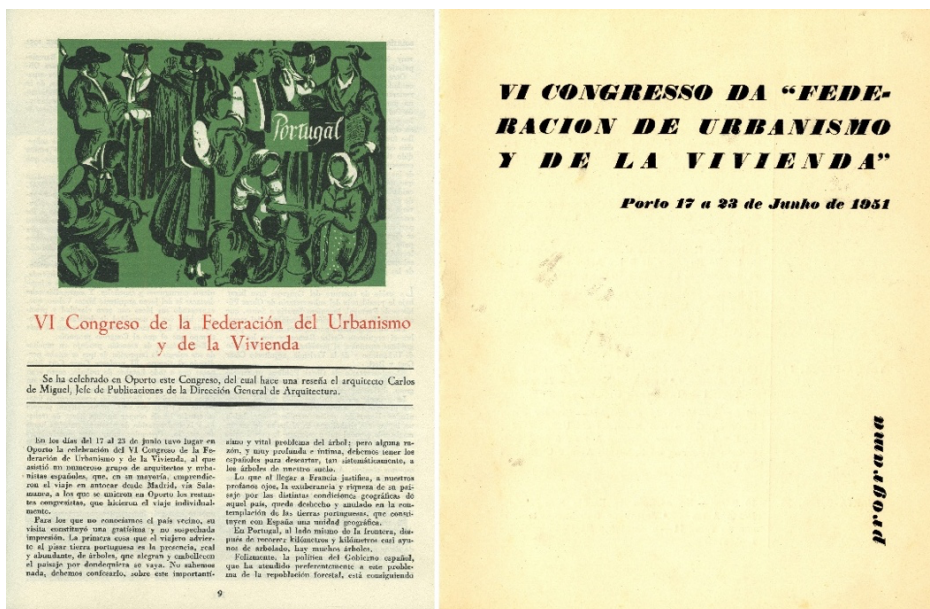 Portugal
VI Congreso de la Federación del Urbanismo
y de la Vivienda
Se ha celebrado en Oporto este Congreso, del cual hace una reseña el arquitecto Carlos
de Miguel, Jefe de Publicaciones de la Dirección General de Arquitectura.
En los días del 17 al 23 de junio tuvo lugar en
Oporto la celebración del VI Congreso de la Fe-
deración de Urbanismo y de la Vivienda, al que
asistió un numeroso grupo de arquitectos y urba-
nistas españoles, que, en su mayoría, emprendie-
ron el viaje en autocar desde Madrid, vía Sala-
manca, a los que se unieron en Oporto los restan-
tes congresistas, que hicieron el viaje individual-
mente.
Para los que no conocíamos el país vecino, su
visita constituyó una gratísima y no sospechada
impresión. La primera cosa que el viajero advier-
te al pisar tierra portuguesa es la presencia, real
y abundante, de árboles, que alegran y embellecen
el paisaje por dondequiera se vaya. No sabemos
nada, debemos confesarlo, sobre este importantí-
simo y vital problema del árbol; pero alguna ra-
zón, y muy profunda e íntima, debemos tener los
españoles para descartar, tan sistemáticamente, a
los árboles de nuestro suelo.
Lo que al llegar a Francia justifica, a nuestros
profanos ojos, la exuberancia y riqueza de su pai-
saje por las distintas condiciones geográficas de
aquel país, queda deshecho y anulado en la con-
templación de las tierras portuguesas, que consti-
tuyen con España una unidad geográfica.
En Portugal, al lado mismo de la frontera, des-
pués de recorrer kilómetros y kilómetros casi ayu-
nos de arbolado, hay muchos árboles.
Felizmente, la política del Gobierno español,
que ha atendido preferentemente a este proble-
ma de la repoblación forestal, está consiguiendo
9
VI CONGRESSO DA “FEDE-
RACION DE URBANISMO
Y DE LA VIVIENDA”
Porto 17 a 23 de Junho de 1951
programa